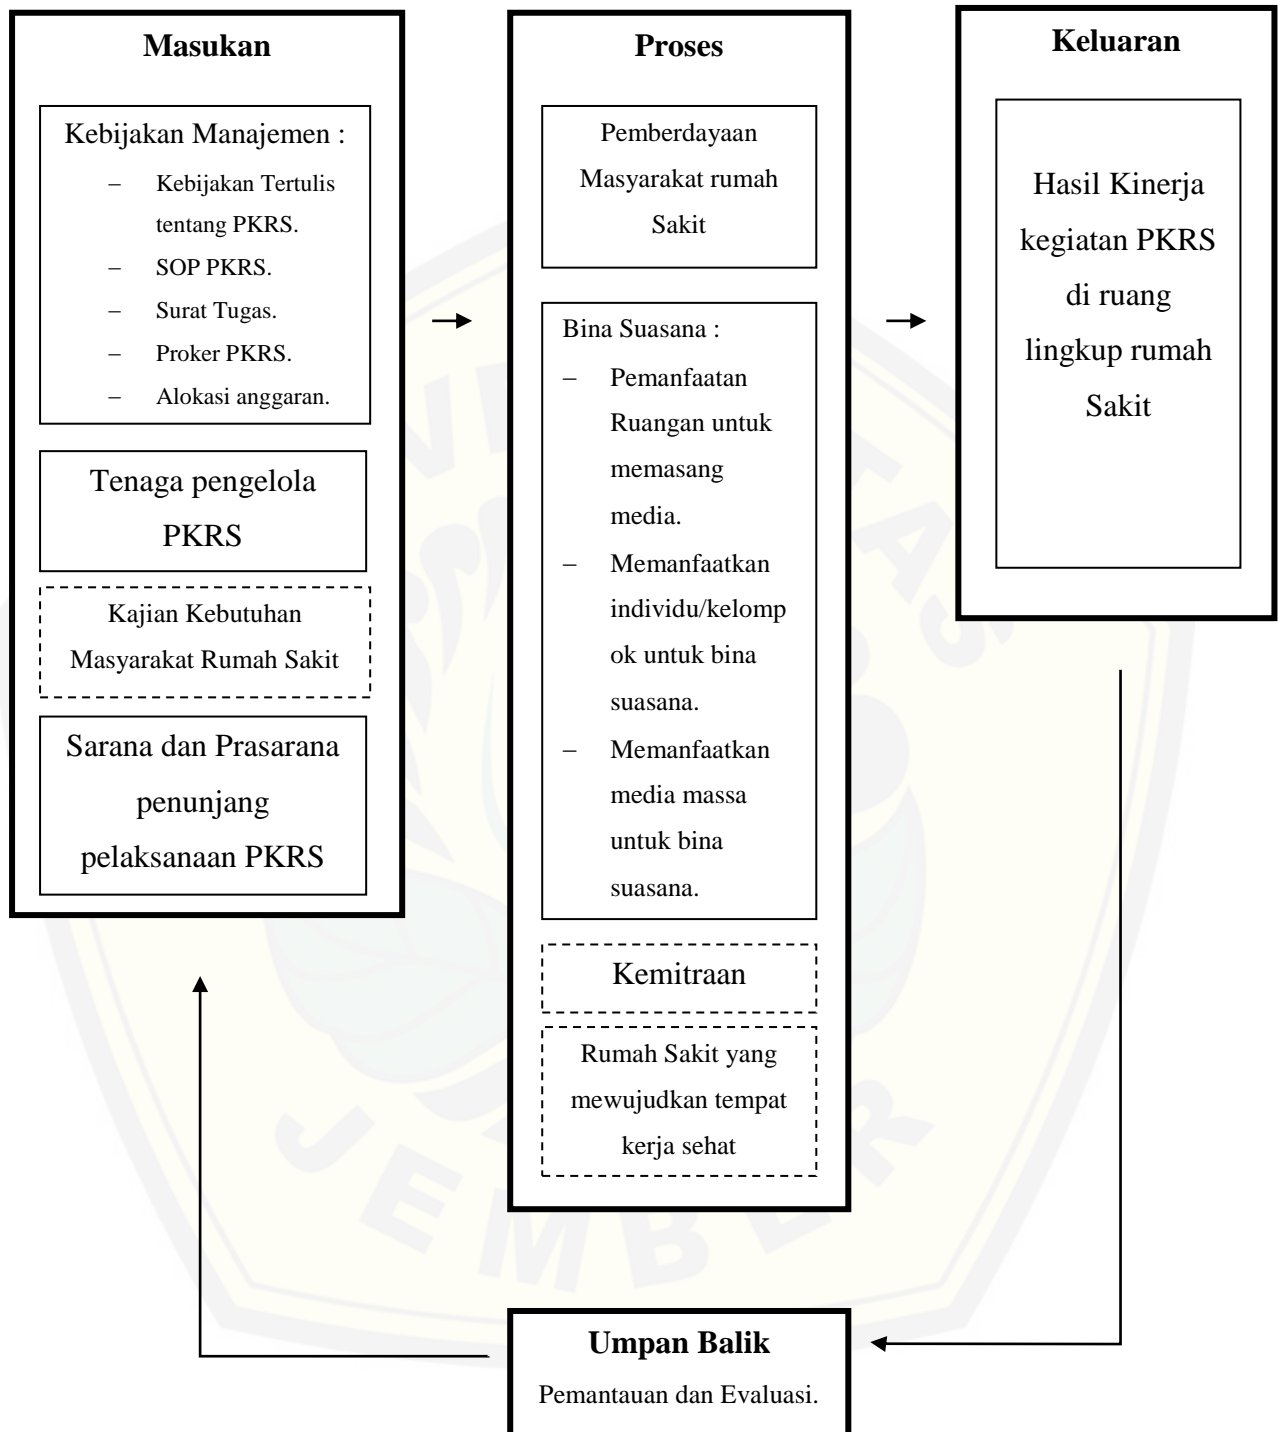 Masukan
Kebijakan Manajemen :
– Kebijakan Tertulis
tentang PKRS.
– SOP PKRS.
– Surat Tugas.
– Proker PKRS.
– Alokasi anggaran.
Tenaga pengelola
PKRS
Kajian Kebutuhan
Masyarakat Rumah Sakit
Sarana dan Prasarana
penunjang
pelaksanaan PKRS
Proses
Pemberdayaan
Masyarakat rumah
Sakit
Bina Suasana :
– Pemanfaatan
Ruangan untuk
memasang
media.
– Memanfaatkan
individu/kelomp
ok untuk bina
suasana.
– Memanfaatkan
media massa
untuk bina
suasana.
Kemitraan
Rumah Sakit yang
mewujudkan tempat
kerja sehat
Keluaran
Hasil Kinerja
kegiatan PKRS
di ruang
lingkup rumah
Sakit
Umpan Balik
Pemantauan dan Evaluasi.
JEMBER